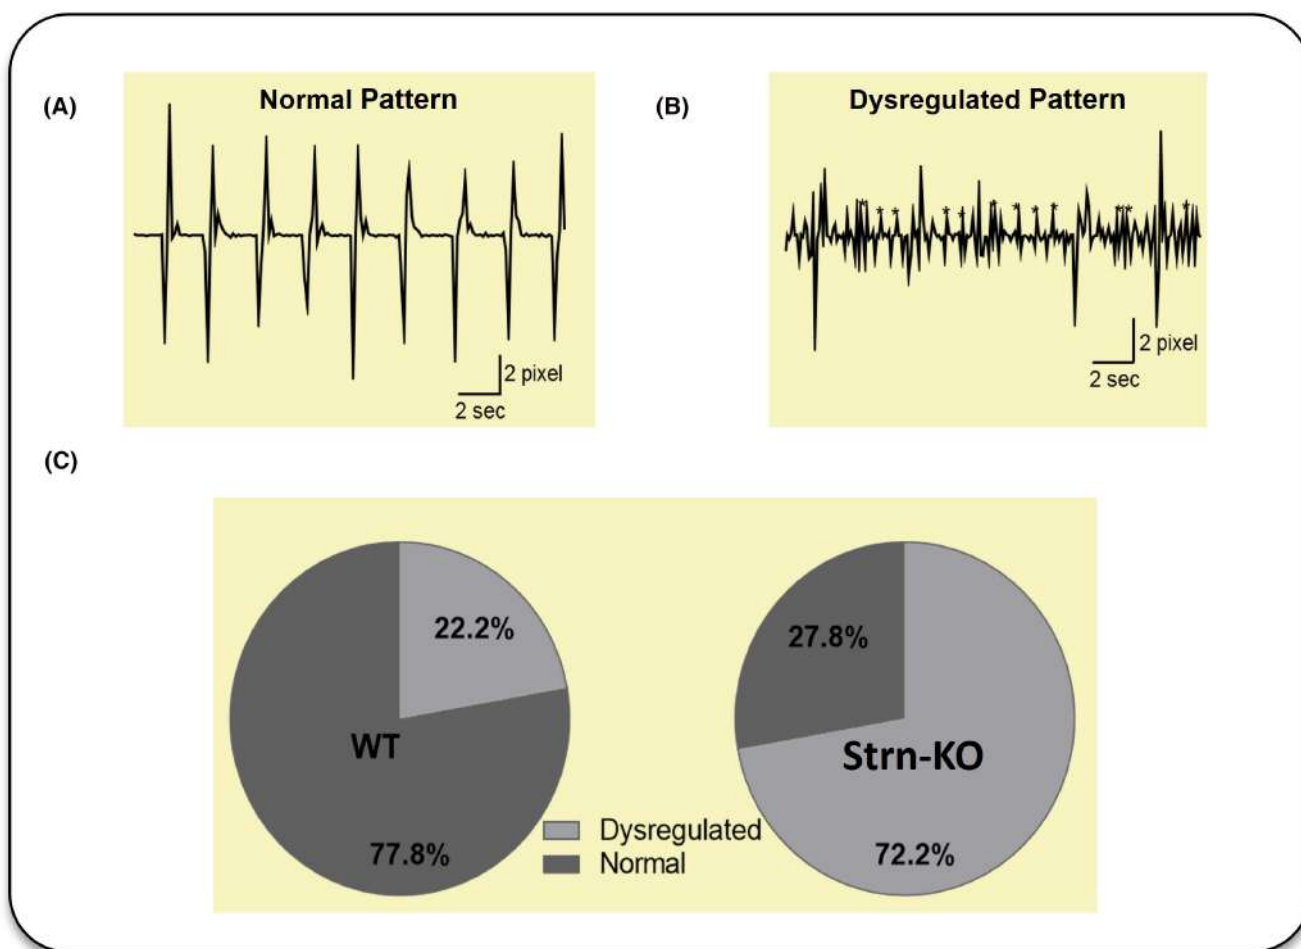 (A)
Normal Pattern
2 pixel
2 sec
(B)
Dysregulated Pattern
* * * * * * * * * * * *
2 pixel
2 sec
(C)
22.2%
WT
77.8%
27.8%
Strn-KO
72.2%
Dysregulated
Normal